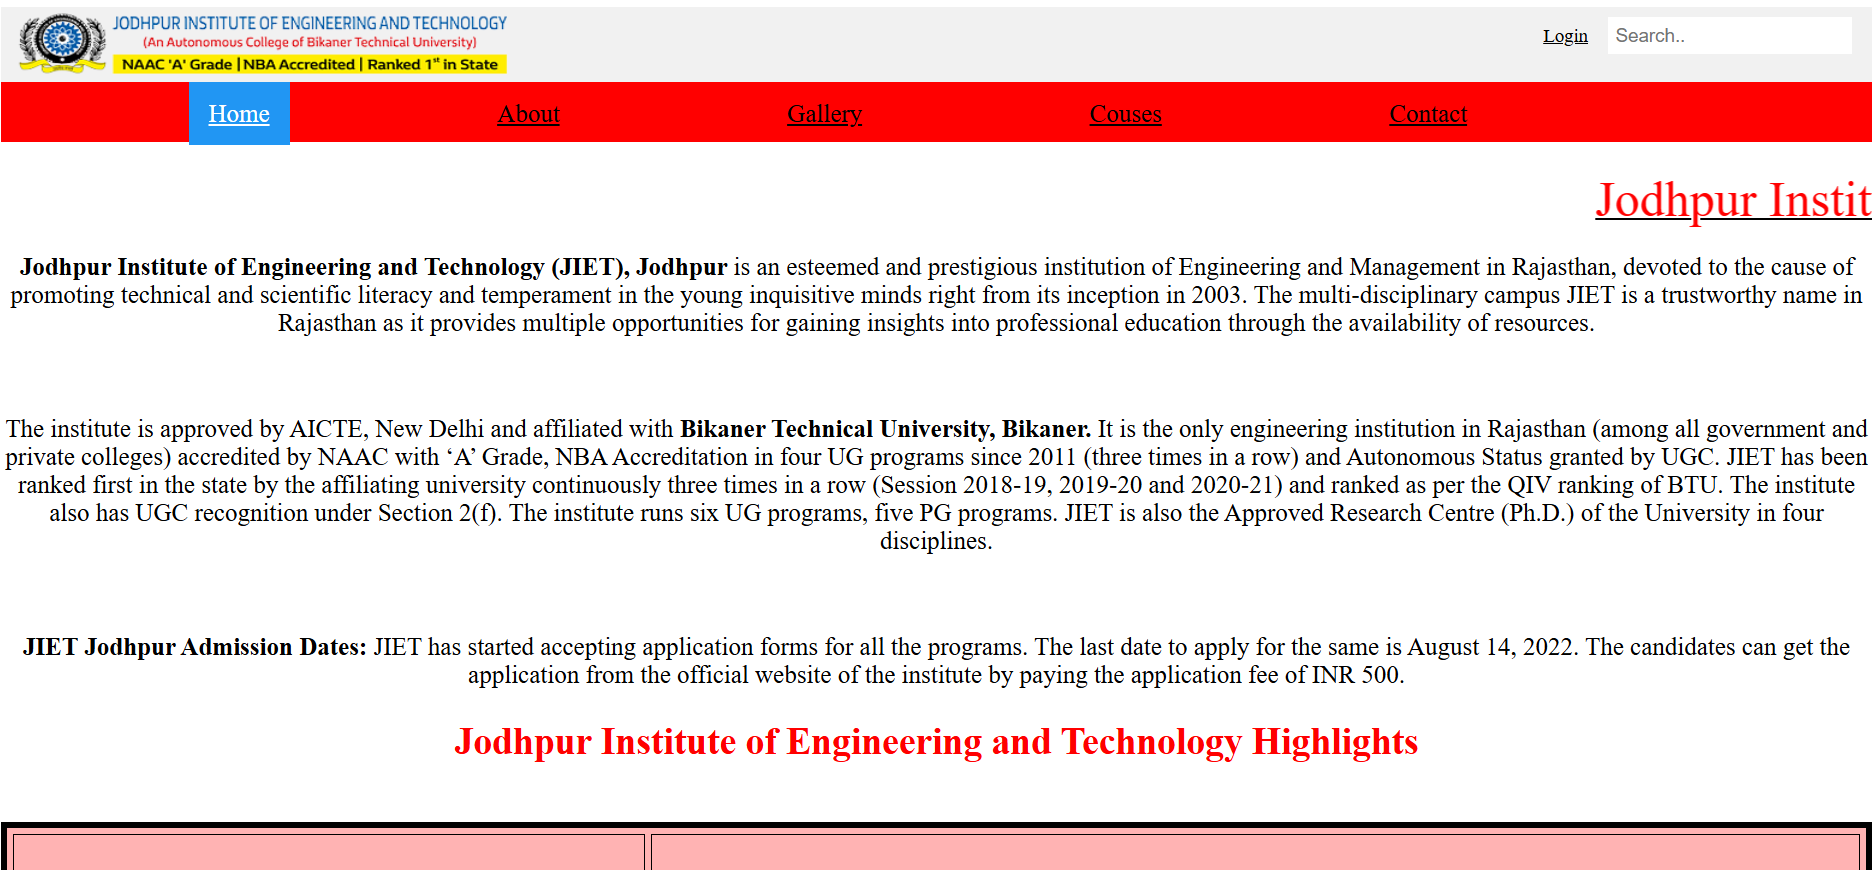 JODHPUR INSTITUTE OF ENGINEERING AND TECHNOLOGY
(An Autonomous College of Bikaner Technical University)
NAAC 'A' Grade | NBA Accredited | Ranked 1st in State
Login
Search..
Home
About
Gallery
Couses
Contact
Jodhpur Instit
Jodhpur Institute of Engineering and Technology (JIET), Jodhpur is an esteemed and prestigious institution of Engineering and Management in Rajasthan, devoted to the cause of
promoting technical and scientific literacy and temperament in the young inquisitive minds right from its inception in 2003. The multi-disciplinary campus JIET is a trustworthy name in
Rajasthan as it provides multiple opportunities for gaining insights into professional education through the availability of resources.
The institute is approved by AICTE, New Delhi and affiliated with Bikaner Technical University, Bikaner. It is the only engineering institution in Rajasthan (among all government and
private colleges) accredited by NAAC with ‘A’ Grade, NBA Accreditation in four UG programs since 2011 (three times in a row) and Autonomous Status granted by UGC. JIET has been
ranked first in the state by the affiliating university continuously three times in a row (Session 2018-19, 2019-20 and 2020-21) and ranked as per the QIV ranking of BTU. The institute
also has UGC recognition under Section 2(f). The institute runs six UG programs, five PG programs. JIET is also the Approved Research Centre (Ph.D.) of the University in four
disciplines.
JIET Jodhpur Admission Dates: JIET has started accepting application forms for all the programs. The last date to apply for the same is August 14, 2022. The candidates can get the
application from the official website of the institute by paying the application fee of INR 500.
Jodhpur Institute of Engineering and Technology Highlights